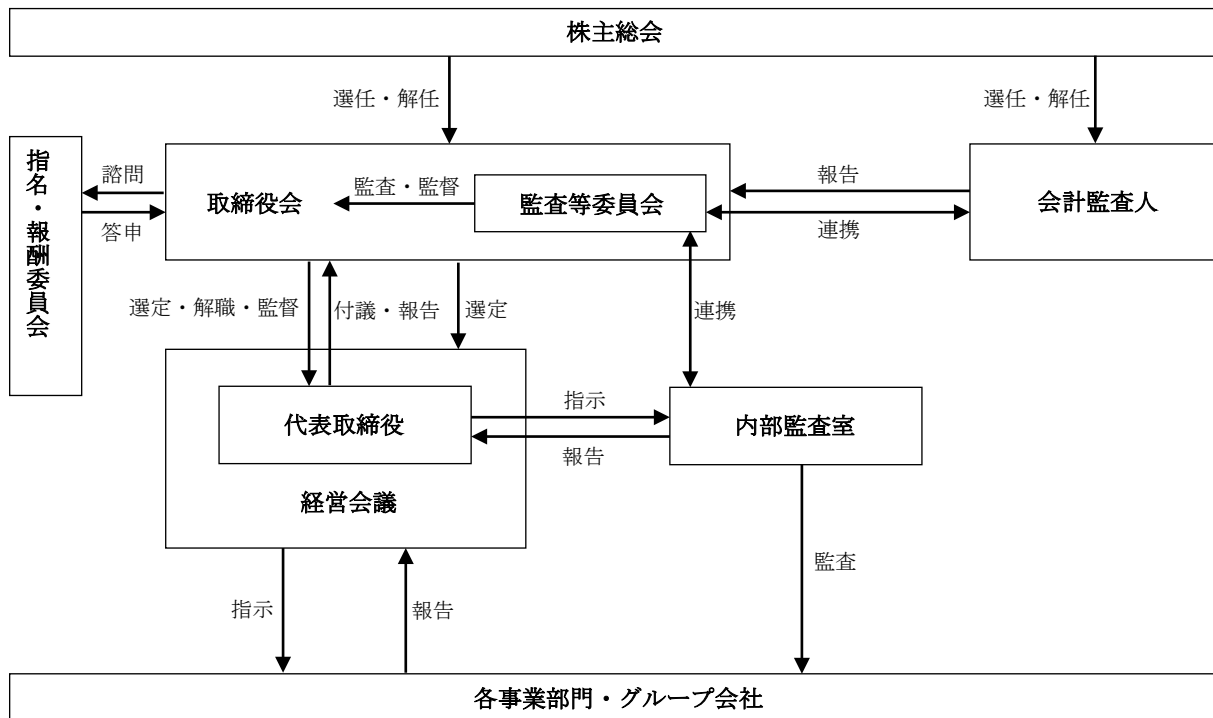 株主総会
選任・解任
選任・解任
指名・報酬委員会
諮問
答申
取締役会
監査・監督
監査等委員会
報告
連携
会計監査人
選定・解職・監督
付議・報告
選定
連携
代表取締役
経営会議
指示
報告
内部監査室
指示
報告
監査
各事業部門・グループ会社